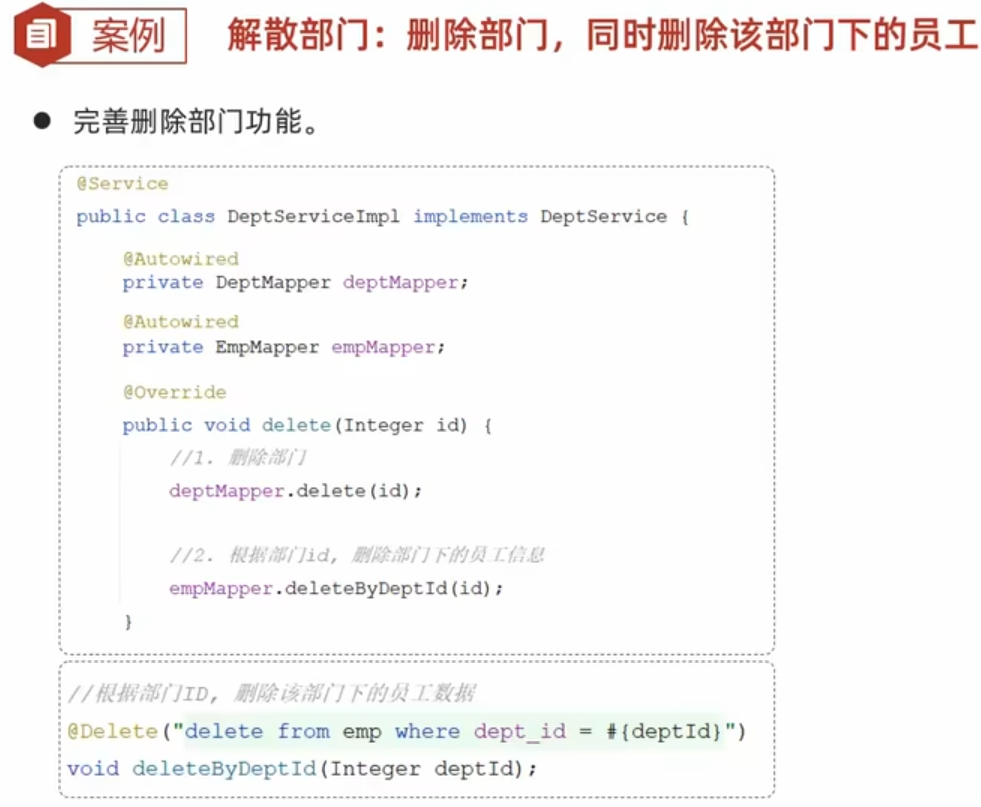 案例
解散部门：删除部门，同时删除该部门下的员工
● 完善删除部门功能。
@Service
public class DeptServiceImpl implements DeptService {
@Autowired
private DeptMapper deptMapper;
@Autowired
private EmpMapper empMapper;
@Override
public void delete(Integer id) {
//1. 删除部门
deptMapper.delete(id);
//2. 根据部门id, 删除部门下的员工信息
empMapper.deleteByDeptId(id);
}
//根据部门ID, 删除该部门下的员工数据
@Delete("delete from emp where dept_id = #{deptId}")
void deleteByDeptId(Integer deptId);